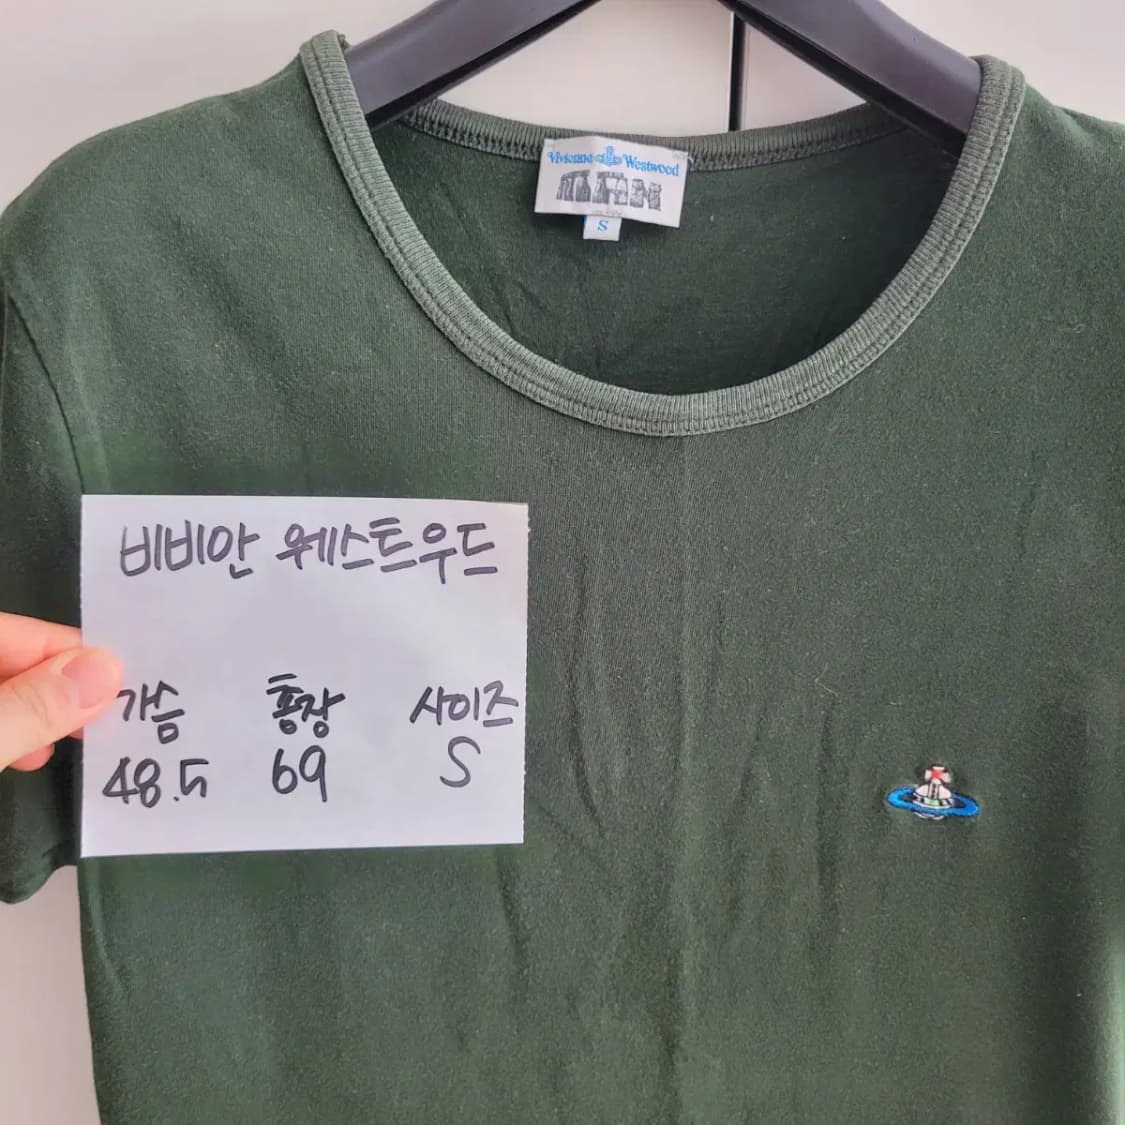 Vivienne Westwood
MAN
S
비비안 웨스트우드
가슴 총장 사이즈
48.5 69 S